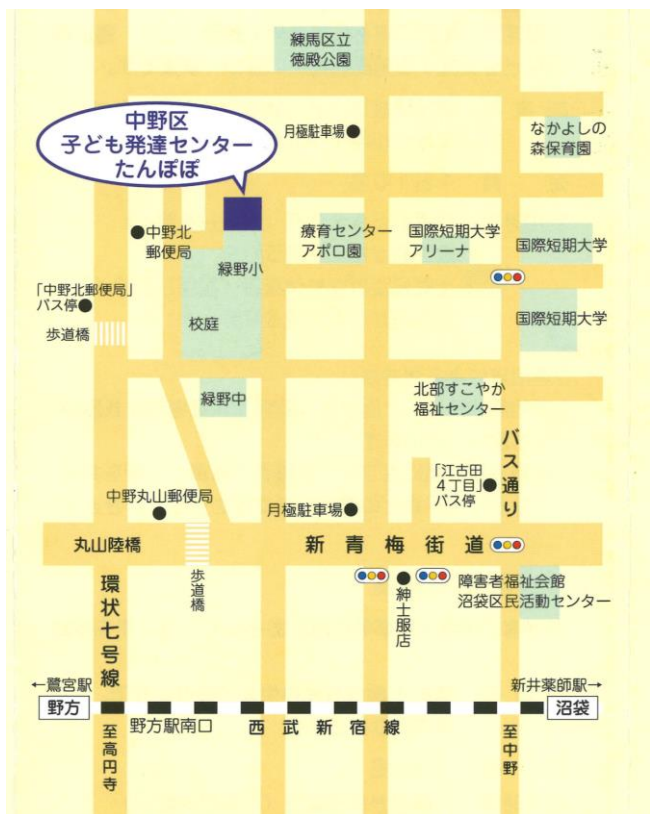 練馬区立
徳殿公園
中野区
子ども発達センター
たんぽぽ
月極駐車場
なかよしの
森保育園
中野北
郵便局
療育センター
アポロ園
国際短期大学
アリーナ
国際短期大学
緑野小
「中野北郵便局」
バス停
校庭
国際短期大学
歩道橋
緑野中
北部すこやか
福祉センター
バス通り
「江古田
4丁目」
バス停
中野丸山郵便局
月極駐車場
丸山陸橋
新青梅街道
歩道橋
紳士服店
障害者福祉会館
沼袋区民活動センター
環状七号線
←鷺宮駅
新井薬師駅→
野方
野方駅南口
西武新宿線
沼袋
至高円寺
至中野